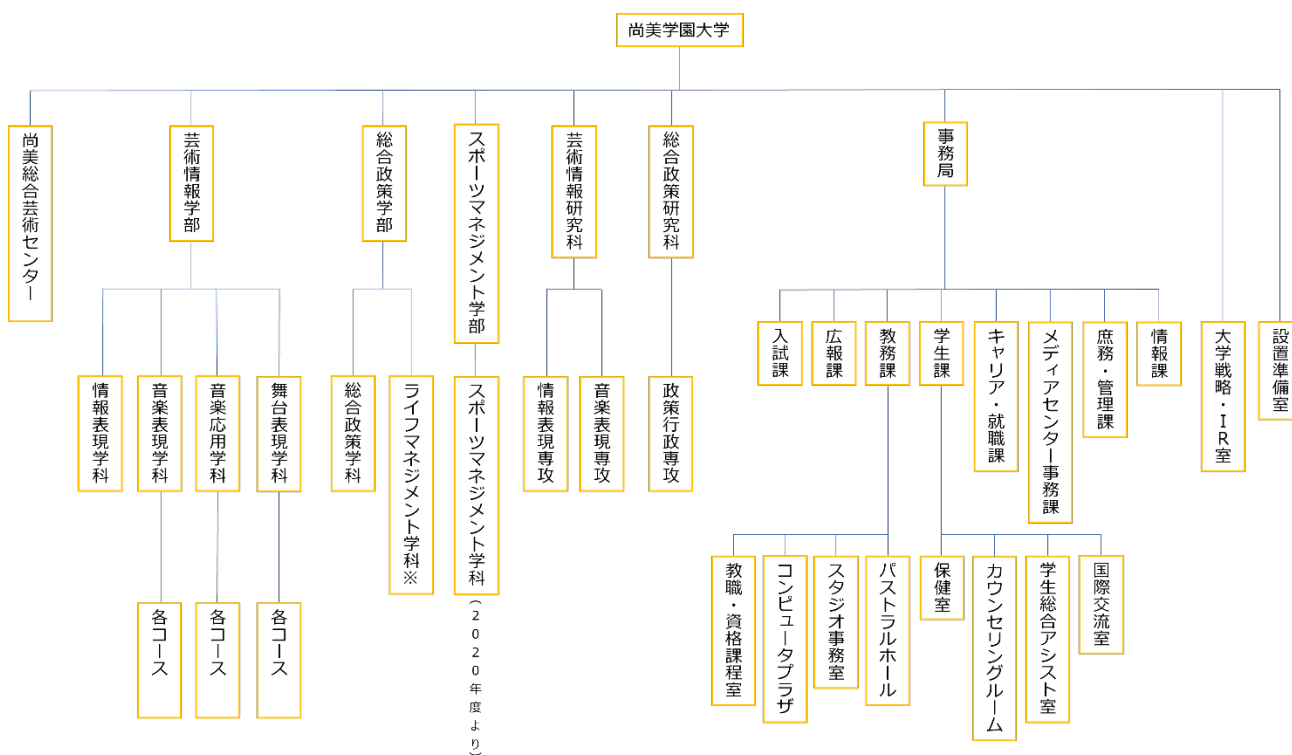 尚美学園大学
尚美総合芸術センター
芸術情報学部
総合政策学部
スポーツマネジメント学部
芸術情報研究科
総合政策研究科
事務局
大学戦略・IR室
設置準備室
情報表現学科
音楽表現学科
音楽応用学科
舞台表現学科
総合政策学科
ライフマネジメント学科※
スポーツマネジメント学科
(2020年度より)
情報表現専攻
音楽表現専攻
政策行政専攻
入試課
広報課
教務課
学生課
キャリア・就職課
メディアセンター事務課
庶務・管理課
情報課
各コース
各コース
各コース
教職・資格課程室
コンピュータプラザ
スタジオ事務室
パストラルホール
保健室
カウンセリングルーム
学生総合アシスト室
国際交流室